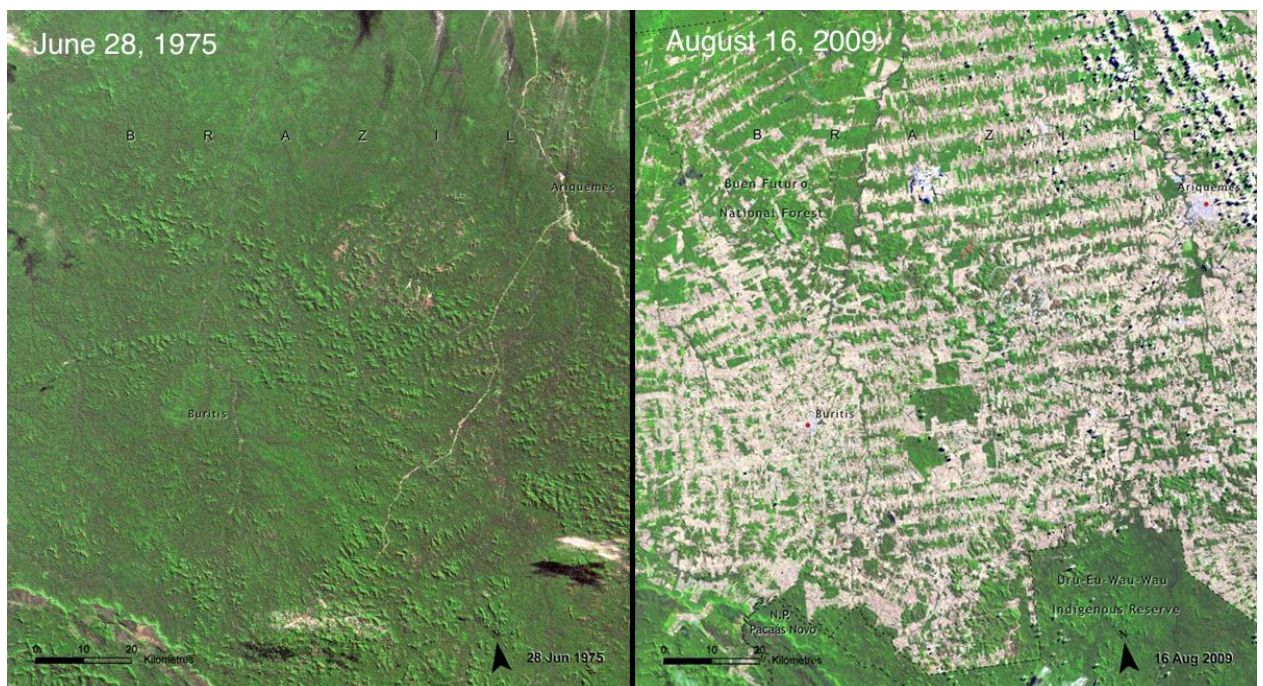 June 28, 1975
B R A Z I L
Ariquemes
Buritis
0 10 20
Kilometres
28 Jun 1975
August 16, 2009
B R A Z I L
Buen Futuro
National Forest
Ariquemes
Buritis
Dru-Eu-Wau-Wau
Indigenous Reserve
N.P.
Pacaas Novo
0 10 20
Kilometres
N
16 Aug 2009